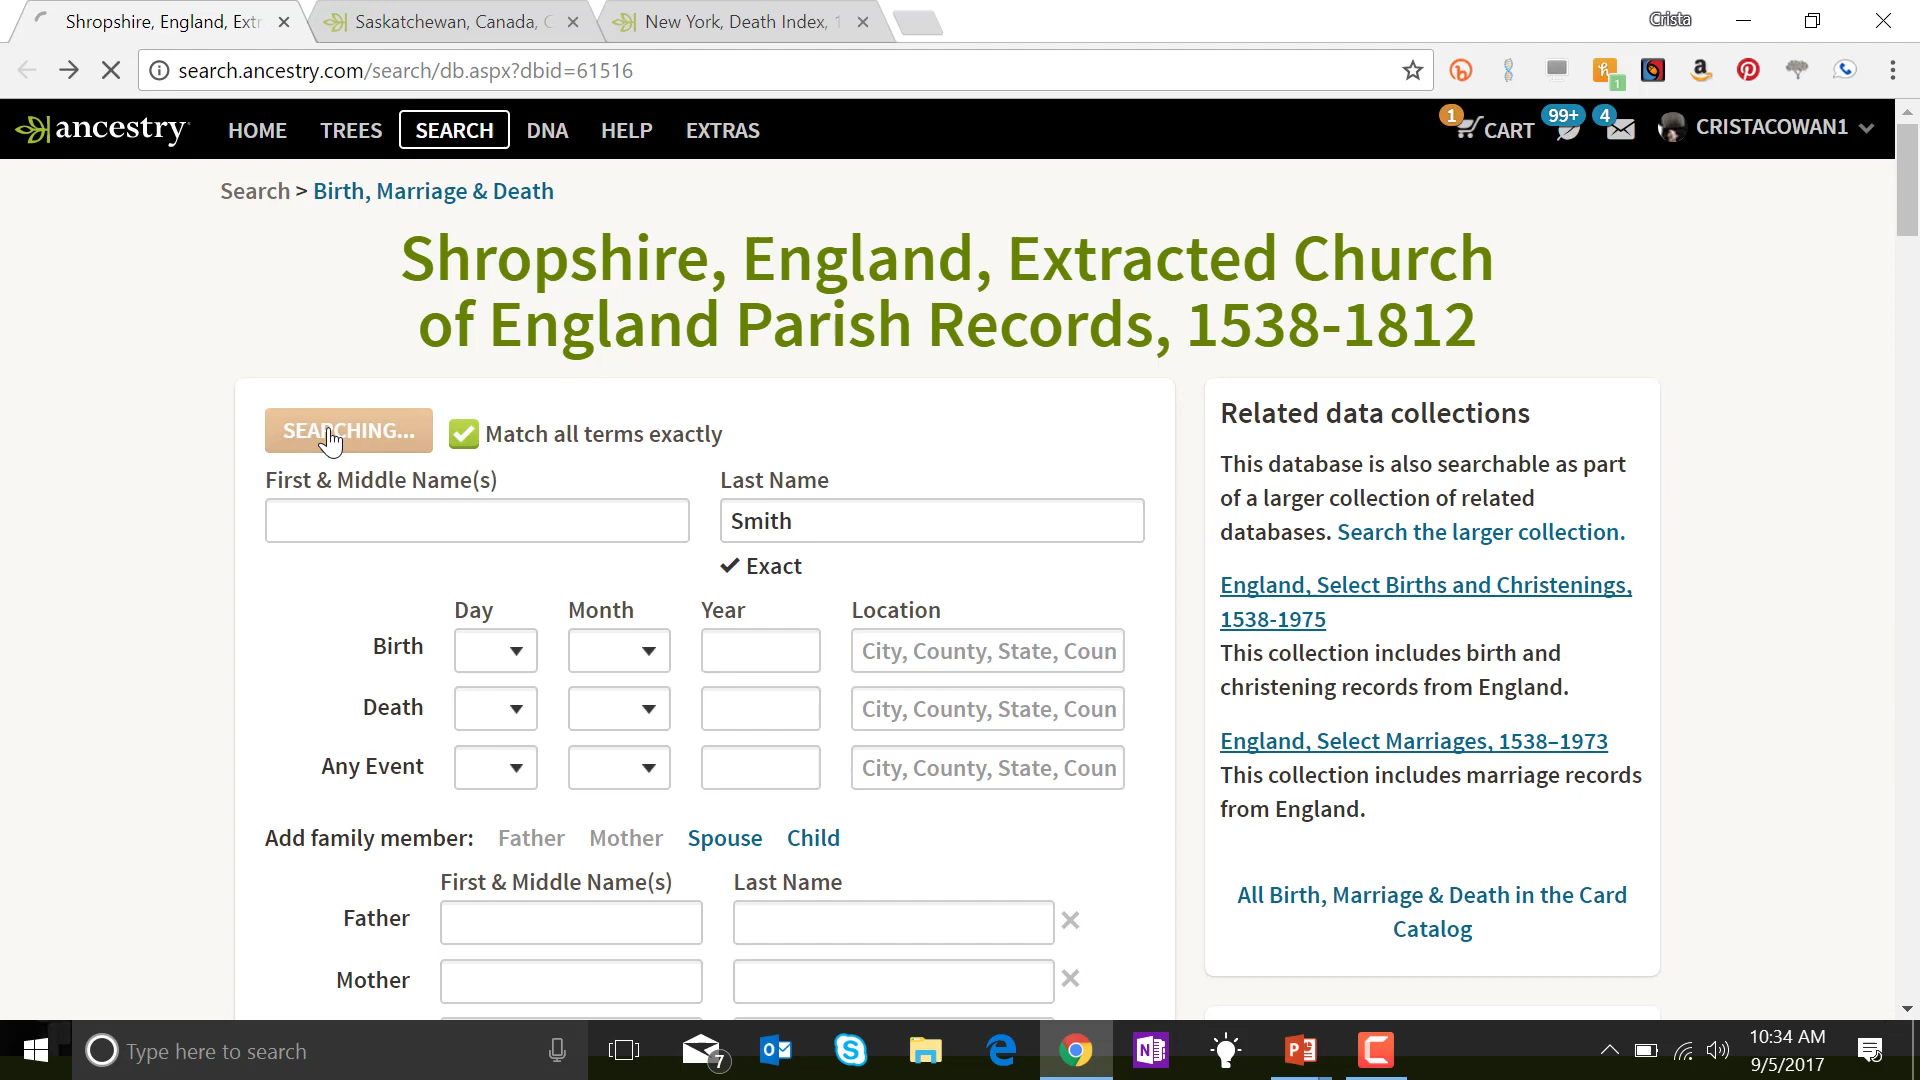 Shropshire, England, Ext
Saskatchewan, Canada, C
New York, Death Index, 1
Crista
search.ancestry.com/search/db.aspx?dbid=61516
1
ancestry
HOME
TREES
SEARCH
DNA
HELP
EXTRAS
1
CART
99+
4
CRISTACOWAN1
Search > Birth, Marriage & Death
Shropshire, England, Extracted Church
of England Parish Records, 1538-1812
SEARCHING...
Match all terms exactly
First & Middle Name(s)
Last Name
Smith
Exact
Day
Month
Year
Location
Birth
City, County, State, Coun
Death
City, County, State, Coun
Any Event
City, County, State, Coun
Add family member: Father Mother Spouse Child
First & Middle Name(s)
Last Name
Father
Mother
Related data collections
This database is also searchable as part
of a larger collection of related
databases. Search the larger collection.
England, Select Births and Christenings,
1538-1975
This collection includes birth and
christening records from England.
England, Select Marriages, 1538–1973
This collection includes marriage records
from England.
All Birth, Marriage & Death in the Card
Catalog
Type here to search
7
10:34 AM
9/5/2017